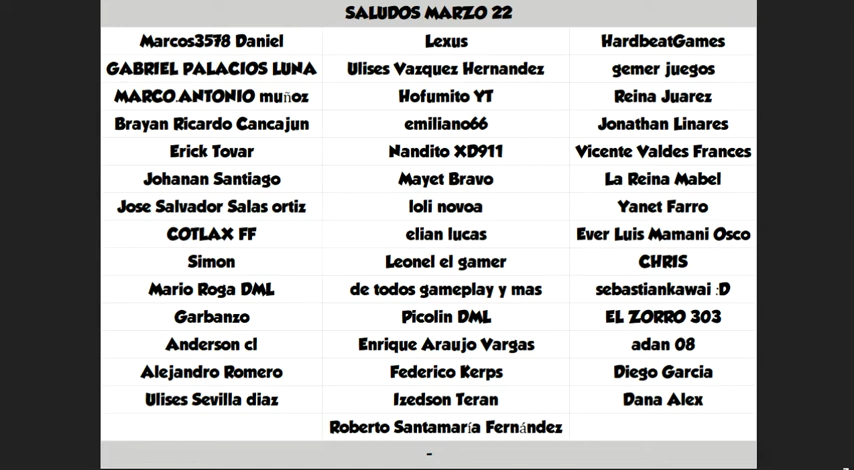 SALUDOS MARZO 22
Marcos3578 Daniel Lexus HardbeatGames
GABRIEL PALACIOS LUNA Ulises Vazquez Hernandez gemer juegos
MARCO.ANTONIO muñoz Hofumito YT Reina Juarez
Brayan Ricardo Cancajun emiliano66 Jonathan Linares
Erick Tovar Nandito XD911 Vicente Valdes Frances
Johanan Santiago Mayet Bravo La Reina Mabel
Jose Salvador Salas ortiz loli novoa Yanet Farro
COTLAX FF elian lucas Ever Luis Mamani Osco
Simon Leonel el gamer CHRIS
Mario Roga DML de todos gameplay y mas sebastiankawai :D
Garbanzo Picolin DML EL ZORRO 303
Anderson cl Enrique Araujo Vargas adan 08
Alejandro Romero Federico Kerps Diego Garcia
Ulises Sevilla diaz Izedson Teran Dana Alex
Roberto Santamaría Fernández
-